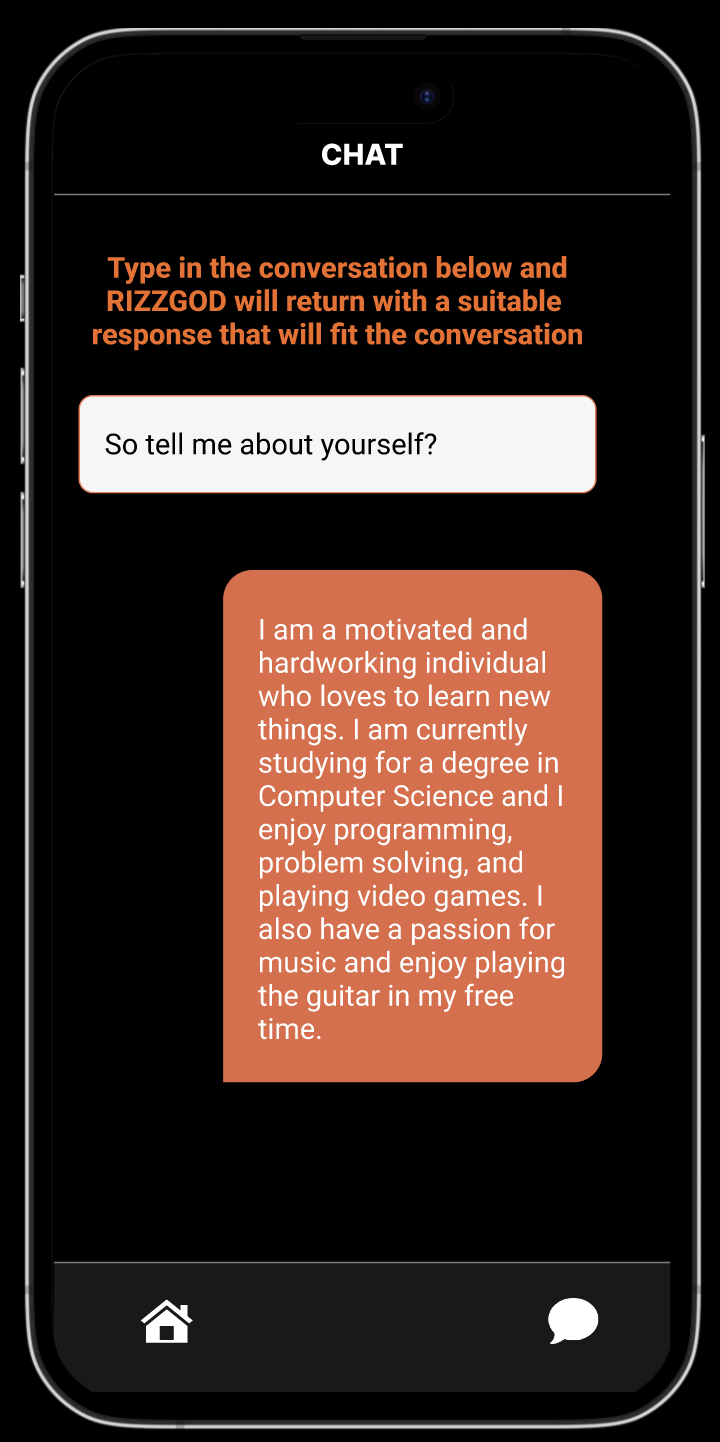 CHAT
Type in the conversation below and
RIZZGOD will return with a suitable
response that will fit the conversation
So tell me about yourself?
I am a motivated and
hardworking individual
who loves to learn new
things. I am currently
studying for a degree in
Computer Science and I
enjoy programming,
problem solving, and
playing video games. I
also have a passion for
music and enjoy playing
the guitar in my free
time.